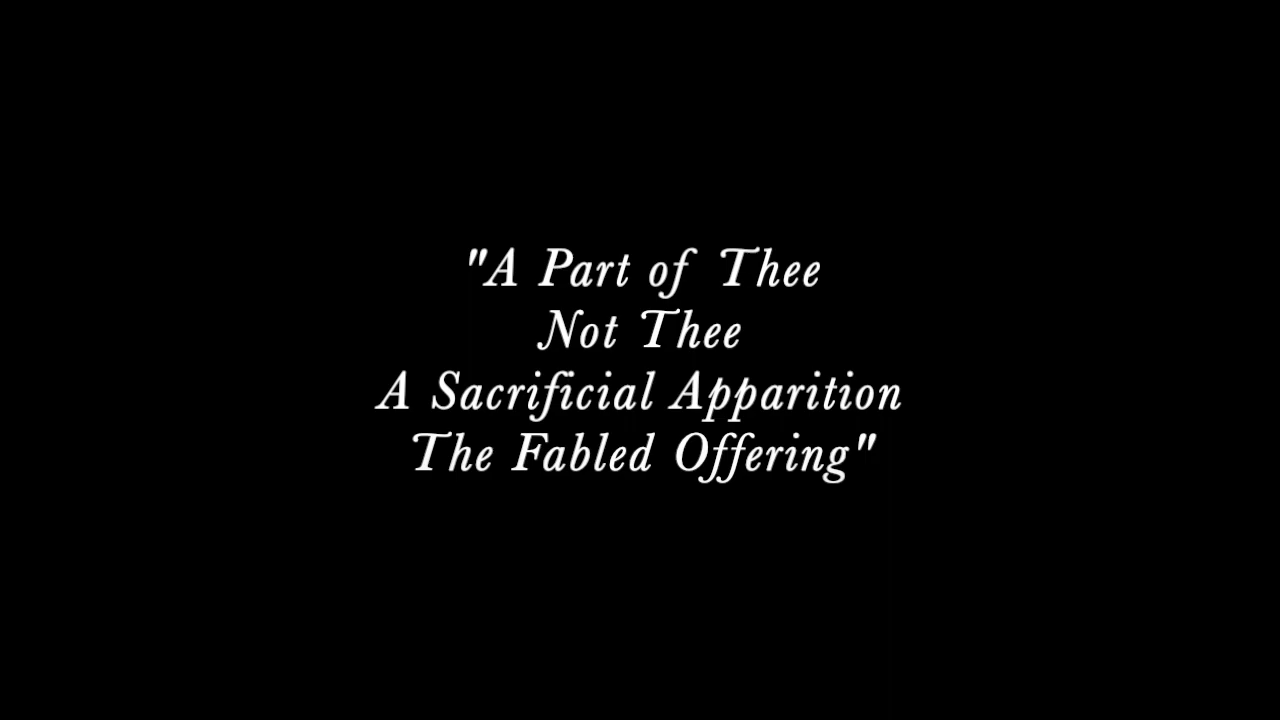 "A Part of Thee
Not Thee
A Sacrificial Apparition
The Fabled Offering"